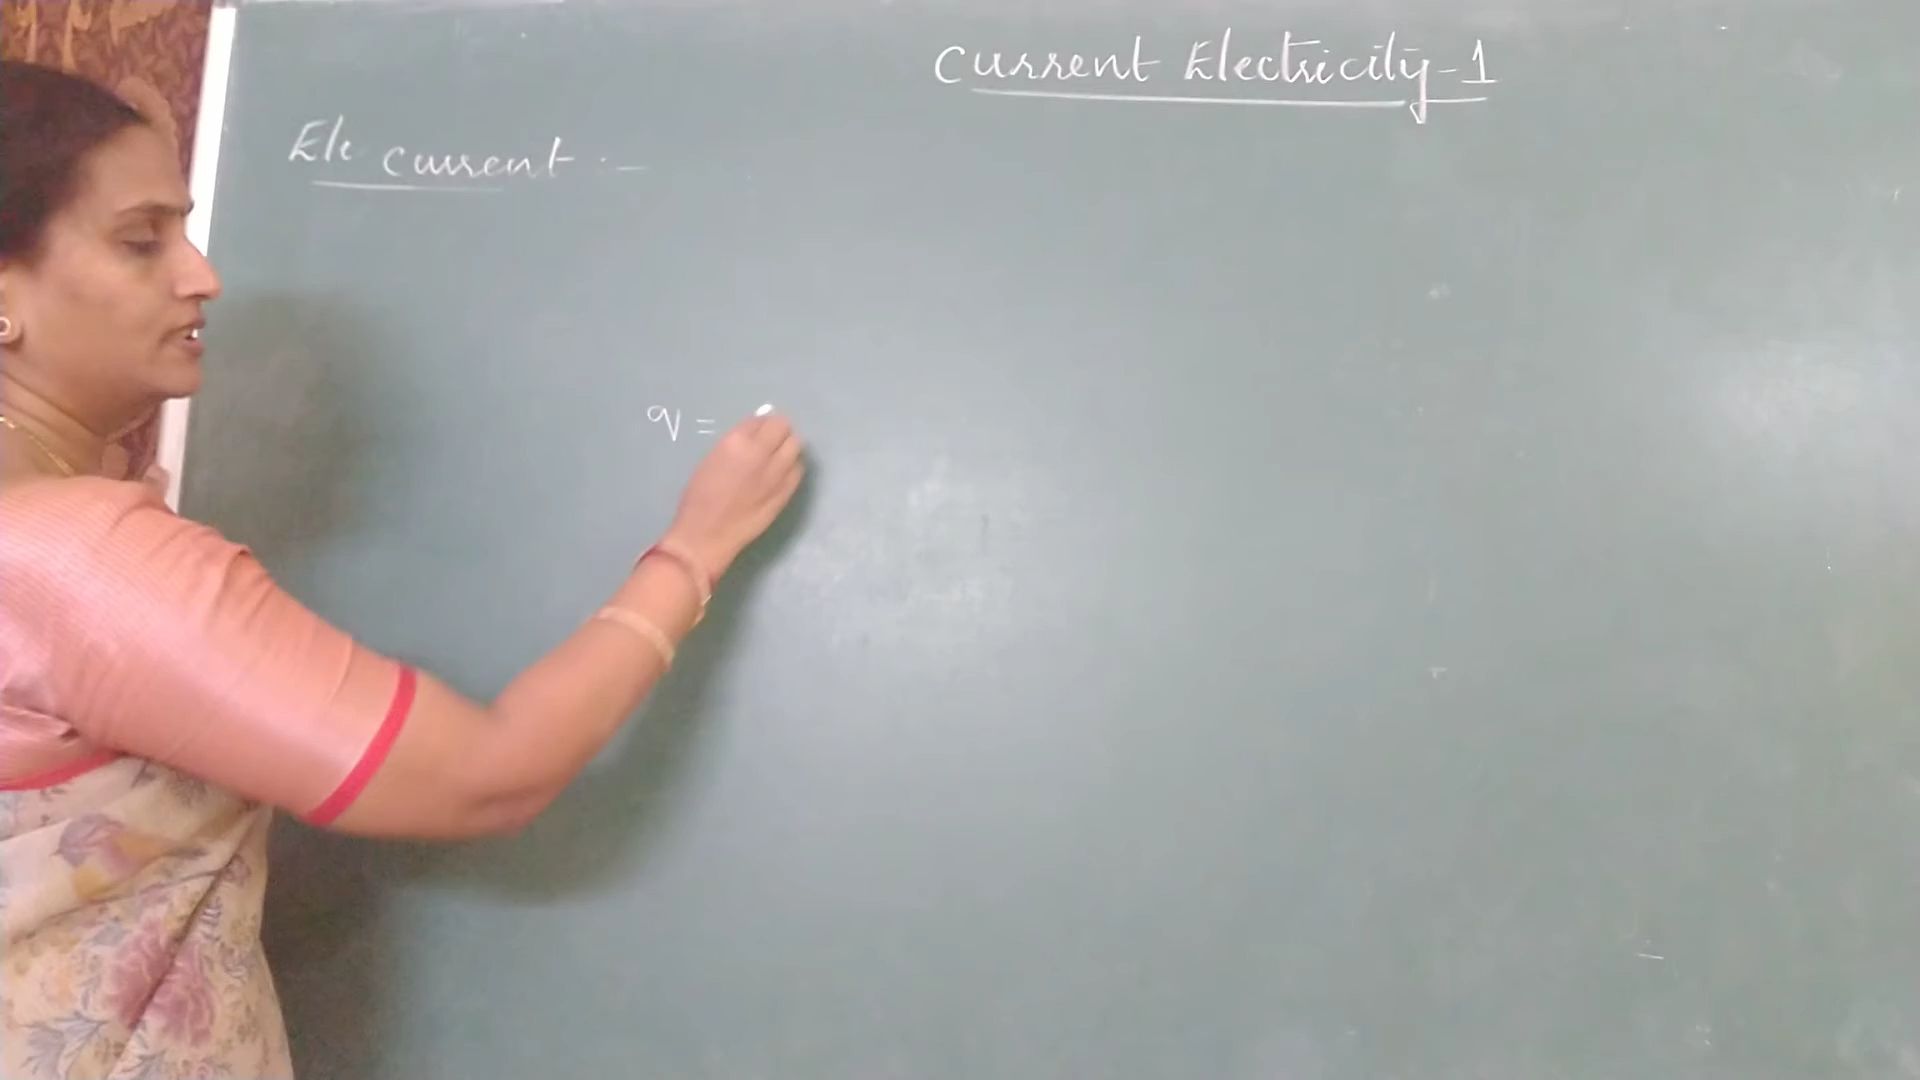 Current Electricity-1
Ele current :-
q =